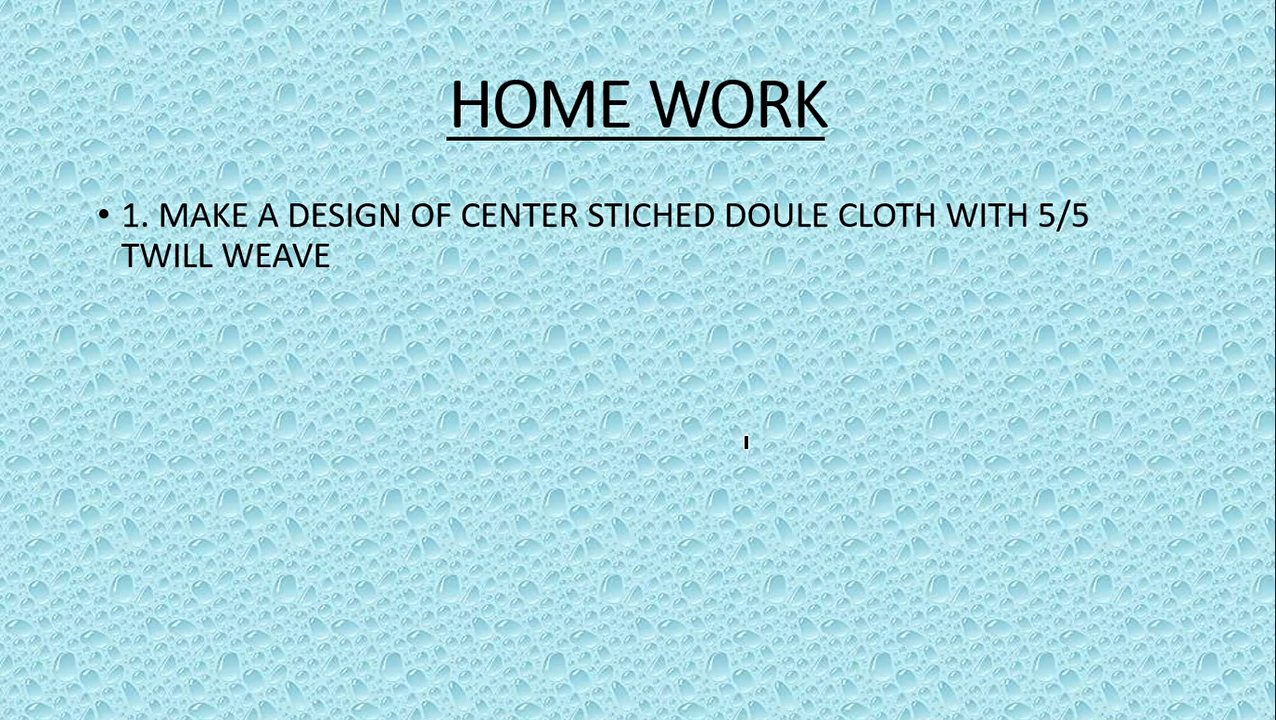 HOME WORK
• 1. MAKE A DESIGN OF CENTER STICHED DOULE CLOTH WITH 5/5
TWILL WEAVE